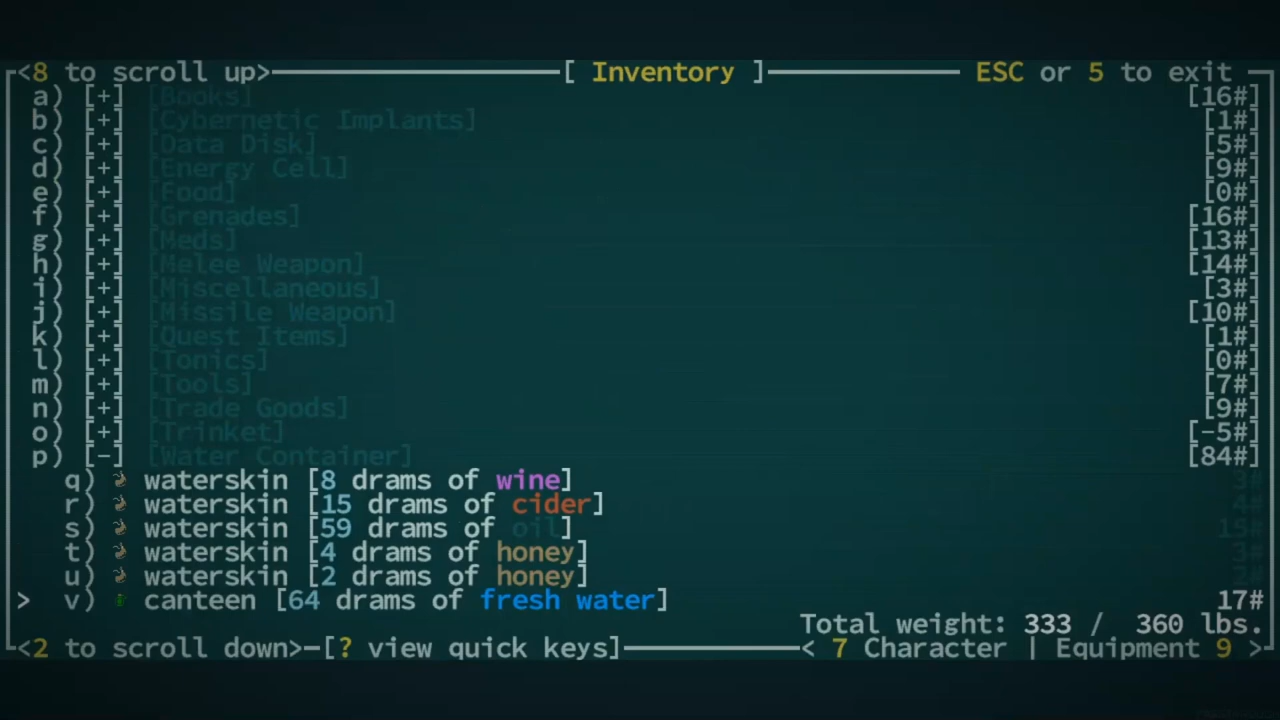 <8 to scroll up> [ Inventory ] ESC or 5 to exit
a) [+] [Books] [16#]
b) [+] [Cybernetic Implants] [1#]
c) [+] [Data Disk] [5#]
d) [+] [Energy Cell] [9#]
e) [+] [Food] [0#]
f) [+] [Grenades] [16#]
g) [+] [Meds] [13#]
h) [+] [Melee Weapon] [14#]
i) [+] [Miscellaneous] [3#]
j) [+] [Missile Weapon] [10#]
k) [+] [Quest Items] [1#]
l) [+] [Tonics] [0#]
m) [+] [Tools] [7#]
n) [+] [Trade Goods] [9#]
o) [+] [Trinket] [-5#]
p) [-] [Water Container] [84#]
q) waterskin [8 drams of wine] 3#
r) waterskin [15 drams of cider] 4#
s) waterskin [59 drams of oil] 15#
t) waterskin [4 drams of honey]
u) waterskin [2 drams of honey]
> v) canteen [64 drams of fresh water] 17#
Total weight: 333 / 360 lbs.
<2 to scroll down> [? view quick keys] < 7 Character | Equipment 9 >